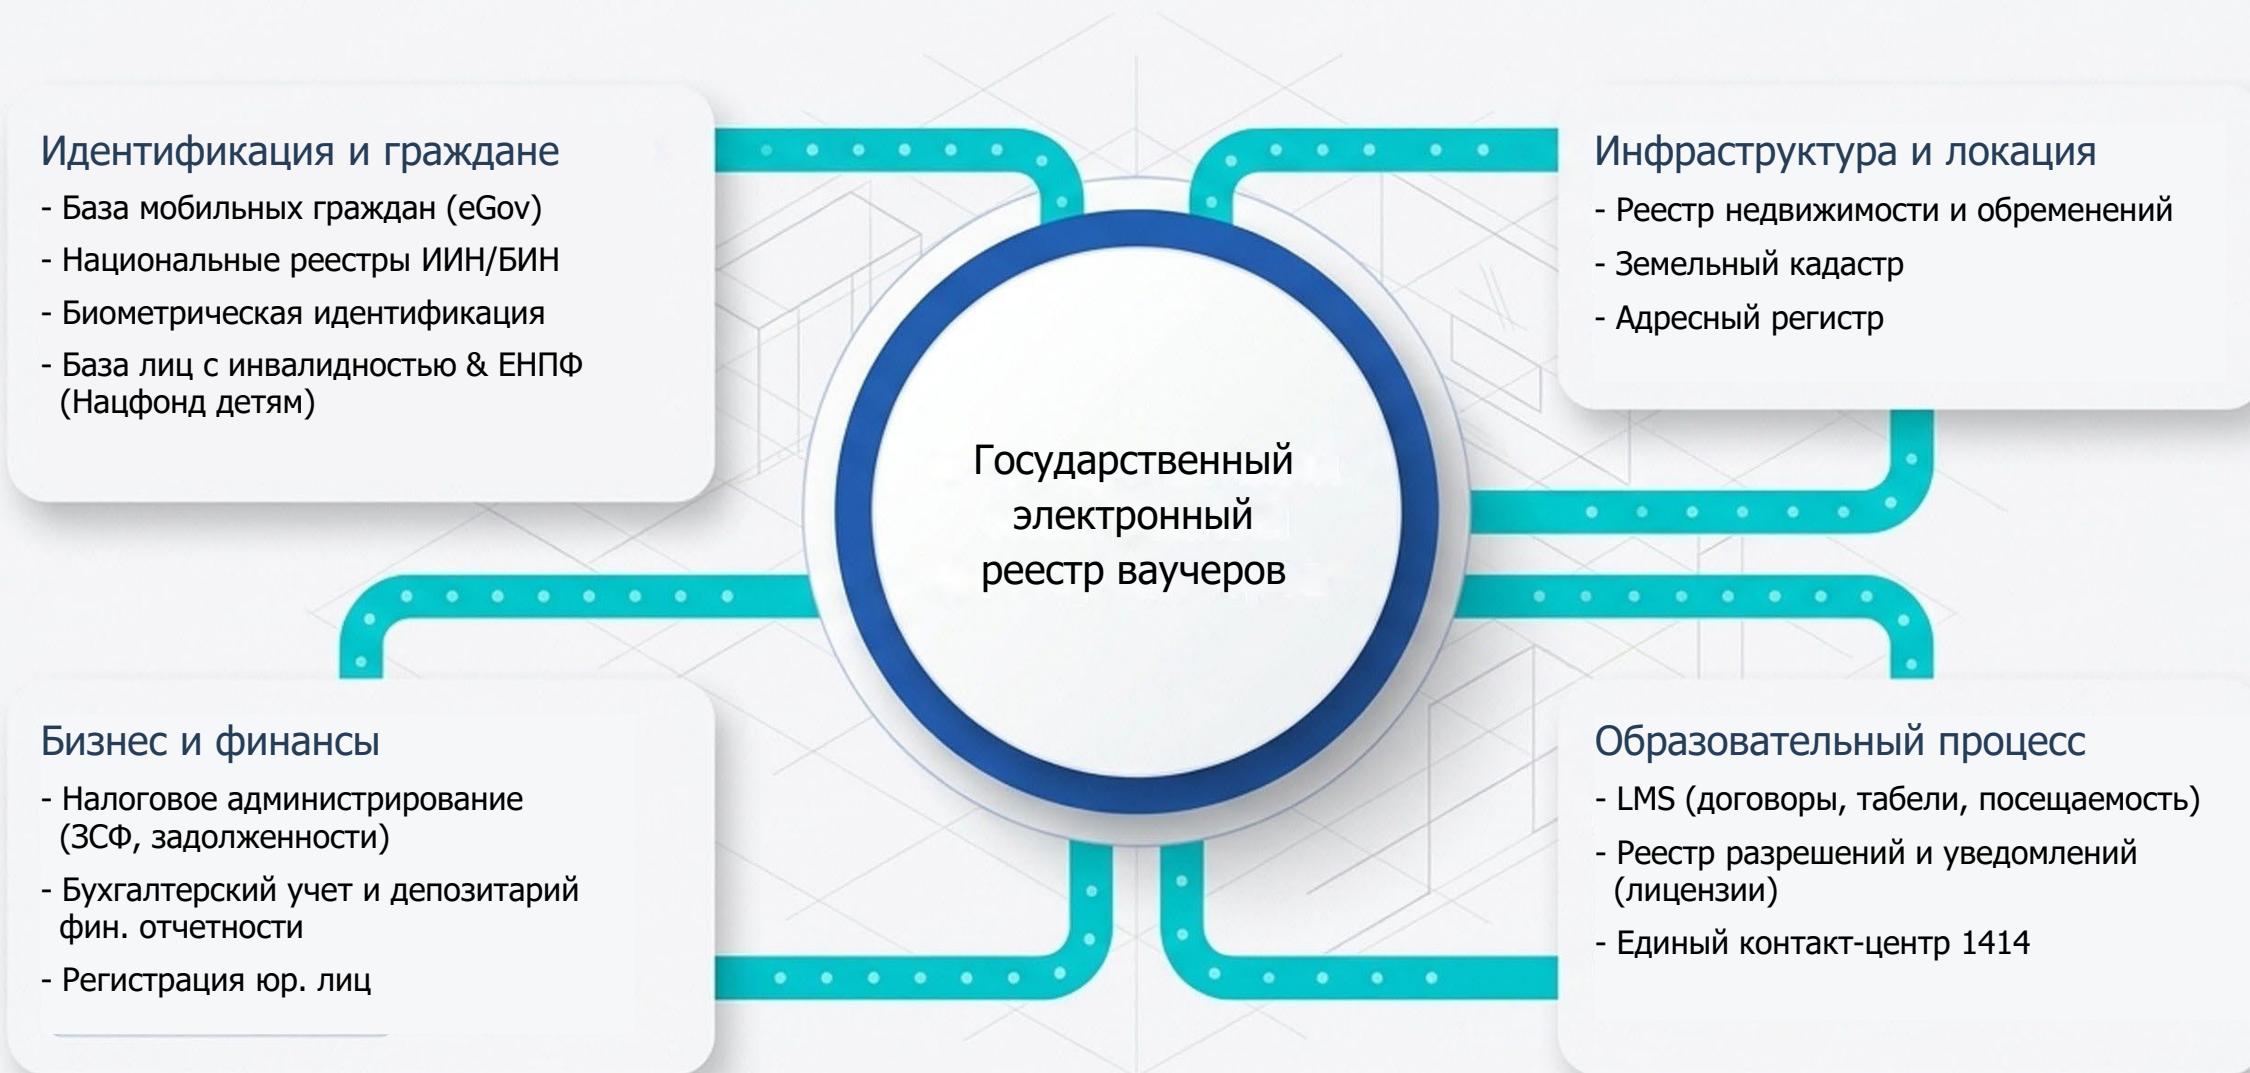 Идентификация и граждане
- База мобильных граждан (eGov)
- Национальные реестры ИИН/БИН
- Биометрическая идентификация
- База лиц с инвалидностью & ЕНПФ
(Нацфонд детям)
Инфраструктура и локация
- Реестр недвижимости и обременений
- Земельный кадастр
- Адресный регистр
Государственный
электронный
реестр ваучеров
Бизнес и финансы
- Налоговое администрирование
(ЗСФ, задолженности)
- Бухгалтерский учет и депозитарий
фин. отчетности
- Регистрация юр. лиц
Образовательный процесс
- LMS (договоры, табели, посещаемость)
- Реестр разрешений и уведомлений
(лицензии)
- Единый контакт-центр 1414